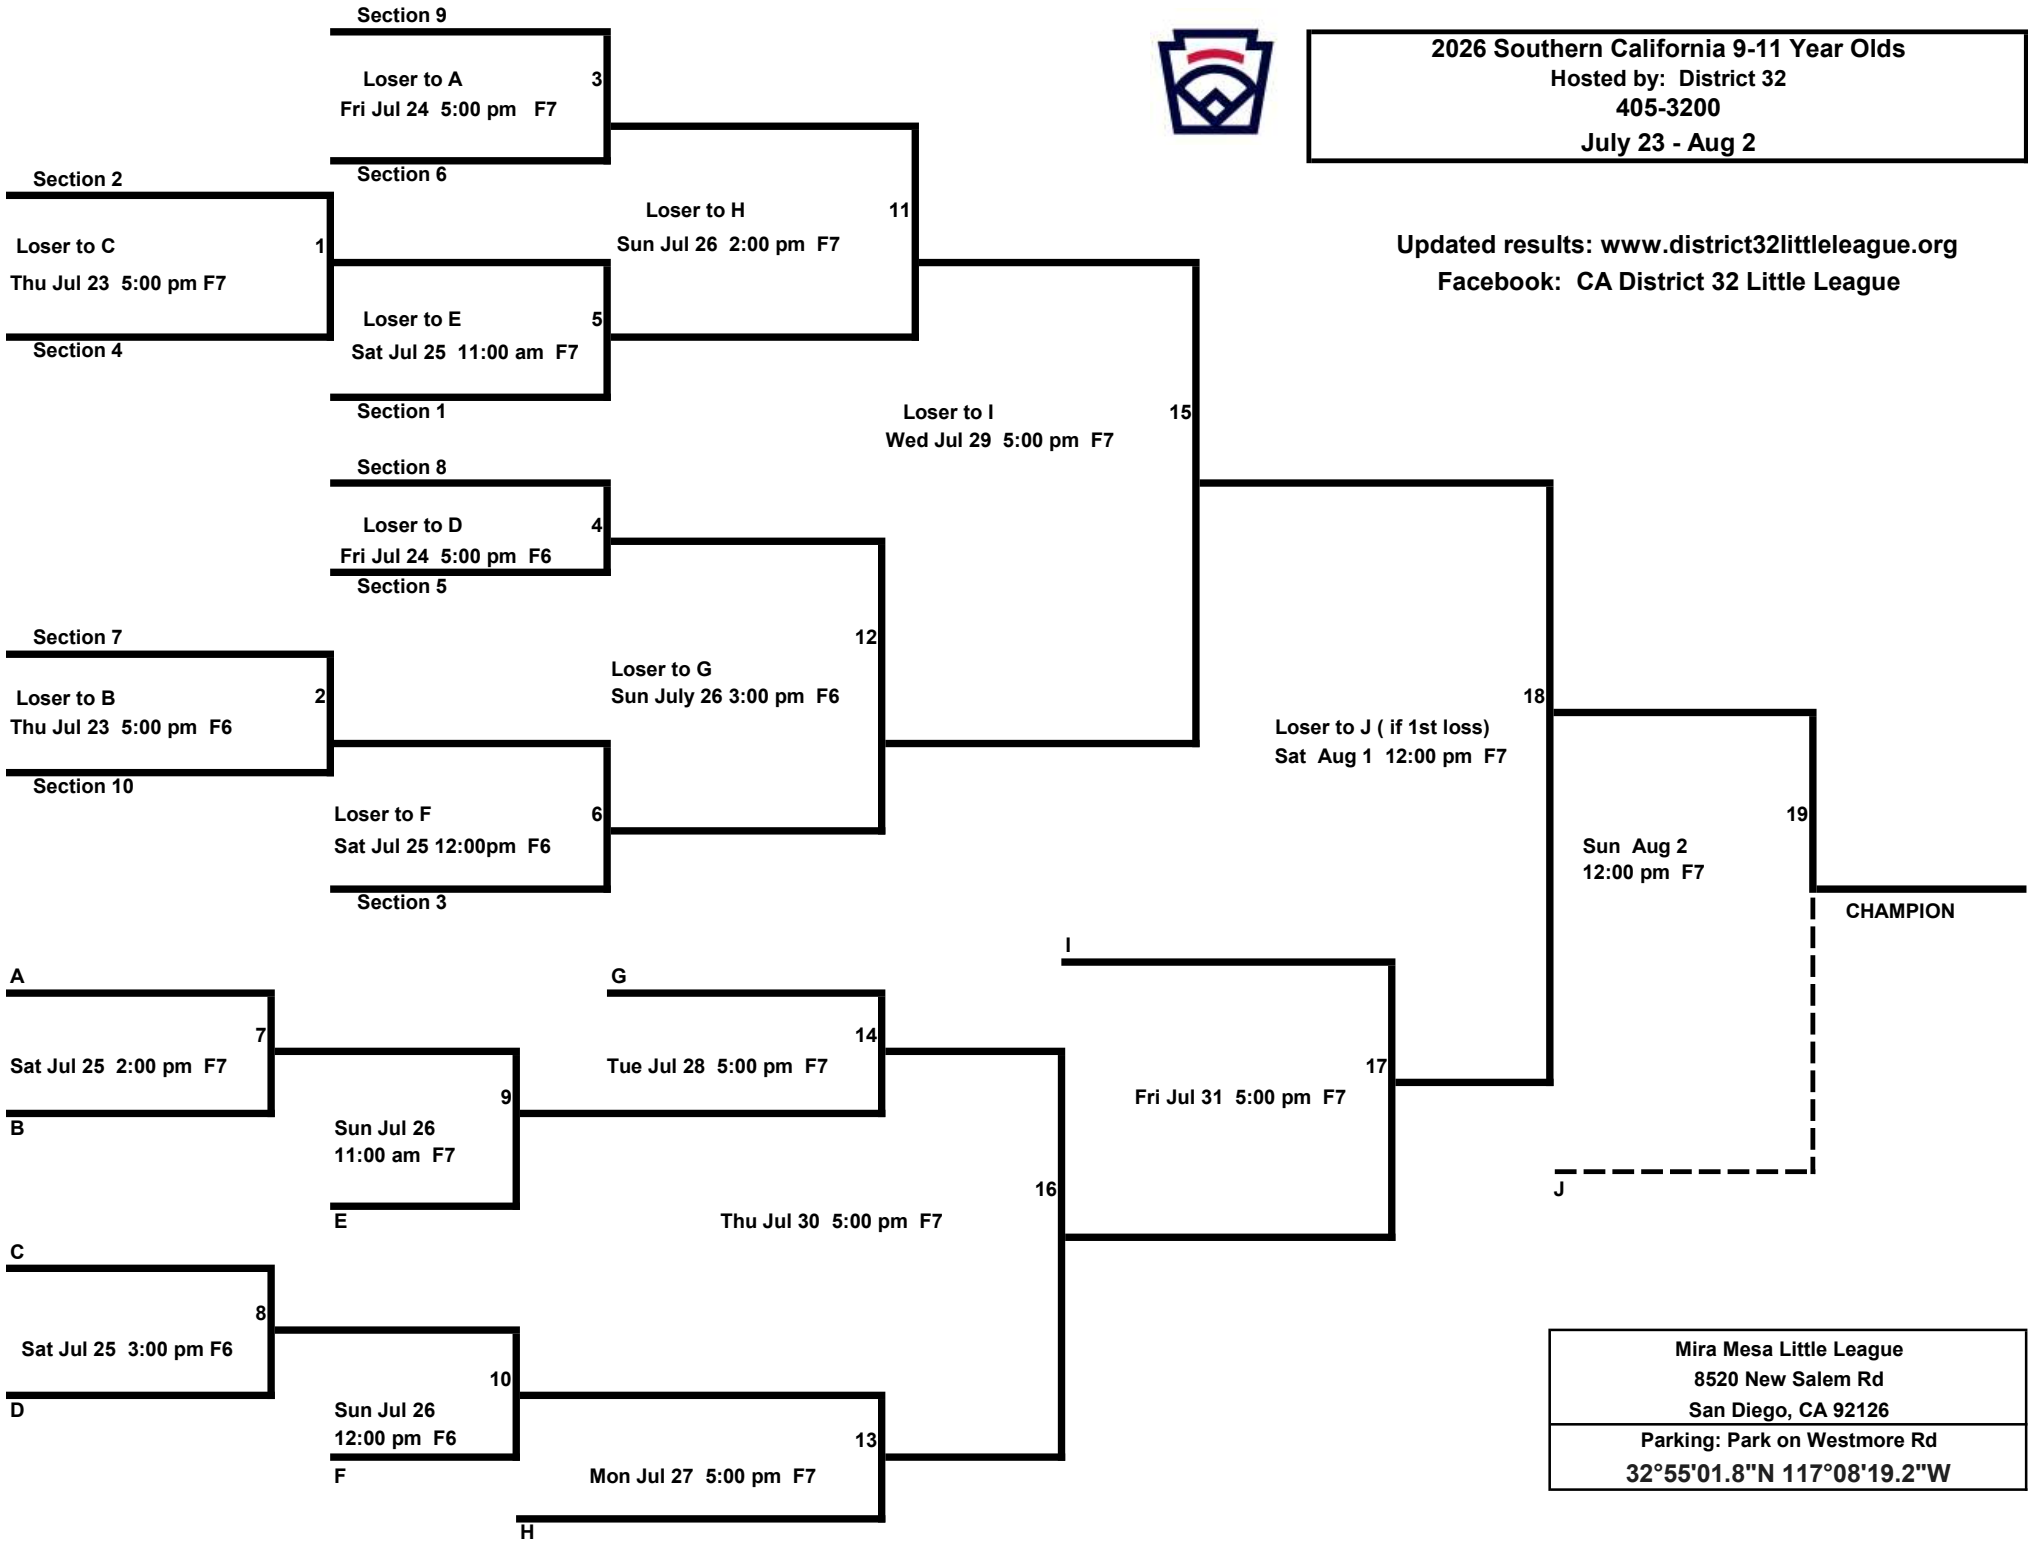 Section 9
2026 Southern California 9-11 Year Olds
Hosted by:  District 32
405-3200
July 23 - Aug 2
Loser to A
3
Fri Jul 24  5:00 pm   F7
Section 6
Section 2
Loser to C
1
Thu Jul 23  5:00 pm F7
Section 4
Loser to H
11
Sun Jul 26  2:00 pm  F7
Updated results: www.district32littleleague.org
Facebook:  CA District 32 Little League
Loser to E
5
Sat Jul 25  11:00 am  F7
Section 1
Loser to I
15
Wed Jul 29  5:00 pm  F7
Section 8
Loser to D
4
Fri Jul 24  5:00 pm  F6
Section 5
Section 7
Loser to B
2
Thu Jul 23  5:00 pm  F6
Section 10
12
Loser to G
Sun July 26 3:00 pm  F6
18
Loser to J ( if 1st loss)
Sat  Aug 1  12:00 pm  F7
Loser to F
6
Sat Jul 25 12:00pm  F6
Section 3
19
Sun  Aug 2
12:00 pm  F7
CHAMPION
A
7
Sat Jul 25  2:00 pm  F7
B
G
14
Tue Jul 28  5:00 pm  F7
I
17
Fri Jul 31  5:00 pm  F7
9
Sun Jul 26
11:00 am  F7
E
16
Thu Jul 30  5:00 pm  F7
J
C
8
Sat Jul 25  3:00 pm F6
D
10
Sun Jul 26
12:00 pm  F6
F
13
Mon Jul 27  5:00 pm  F7
H
Mira Mesa Little League
8520 New Salem Rd
San Diego, CA 92126
Parking: Park on Westmore Rd
32°55'01.8"N 117°08'19.2"W